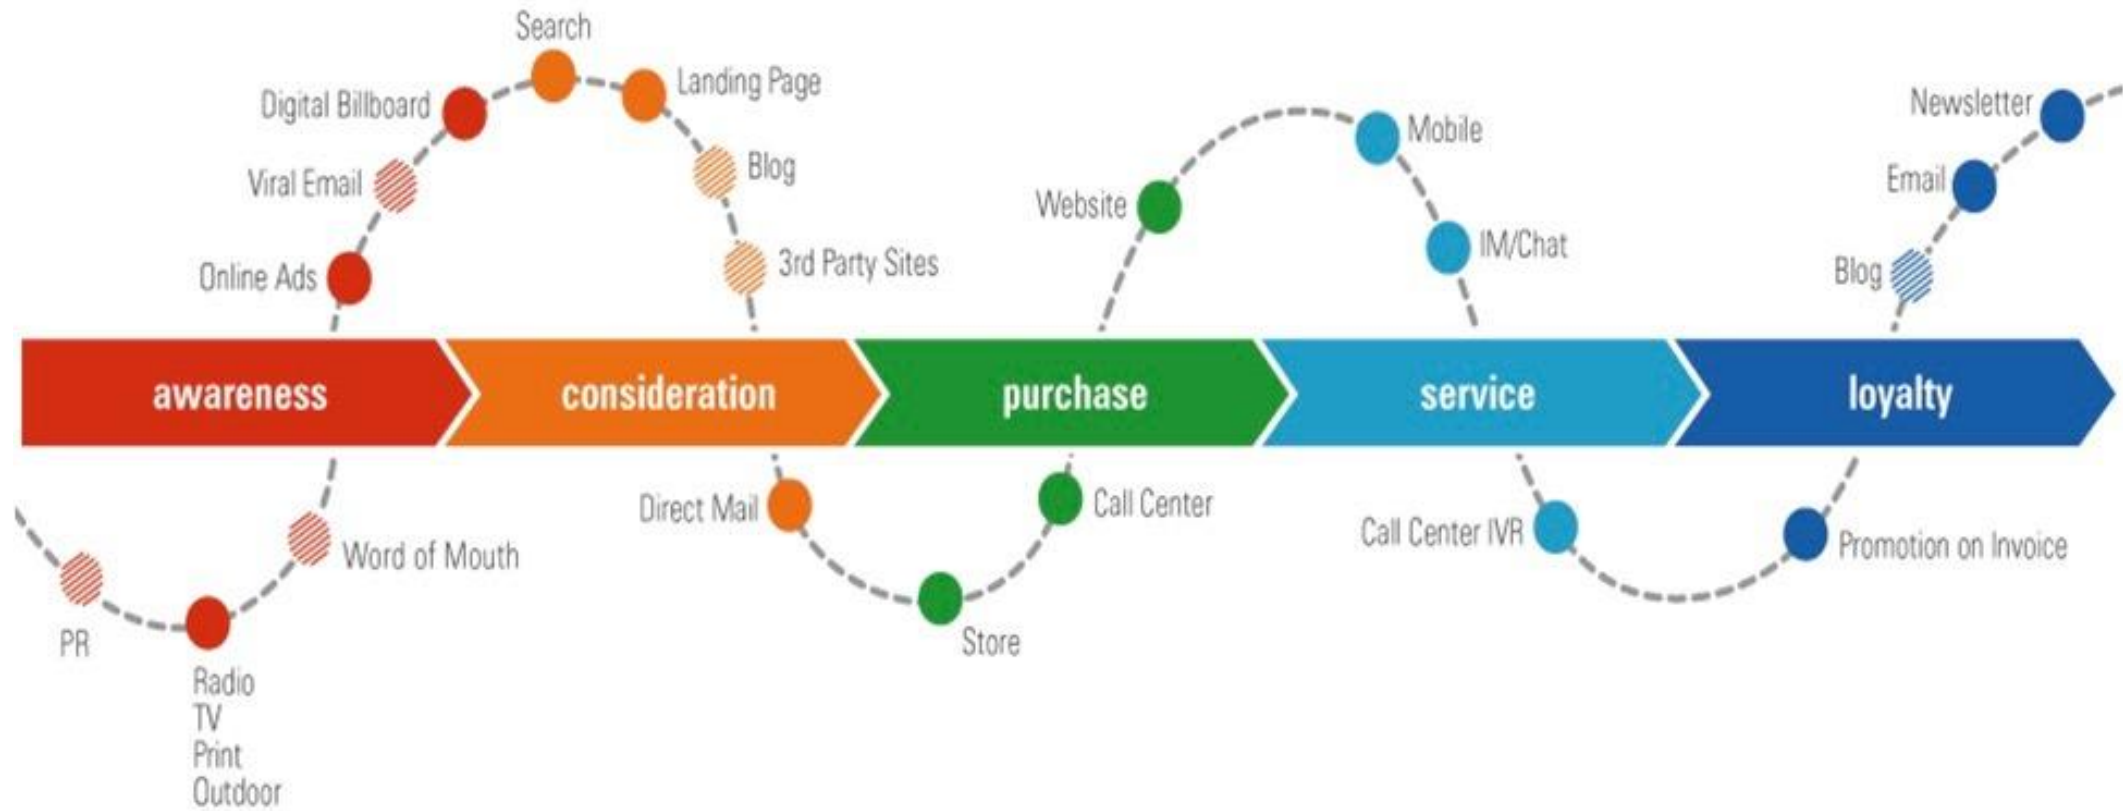 Search
Landing Page
Digital Billboard
Viral Email
Blog
Online Ads
3rd Party Sites
Website
Mobile
IM/Chat
Newsletter
Email
Blog
awareness
consideration
purchase
service
loyalty
PR
Radio
TV
Print
Outdoor
Word of Mouth
Direct Mail
Store
Call Center
Call Center IVR
Promotion on Invoice